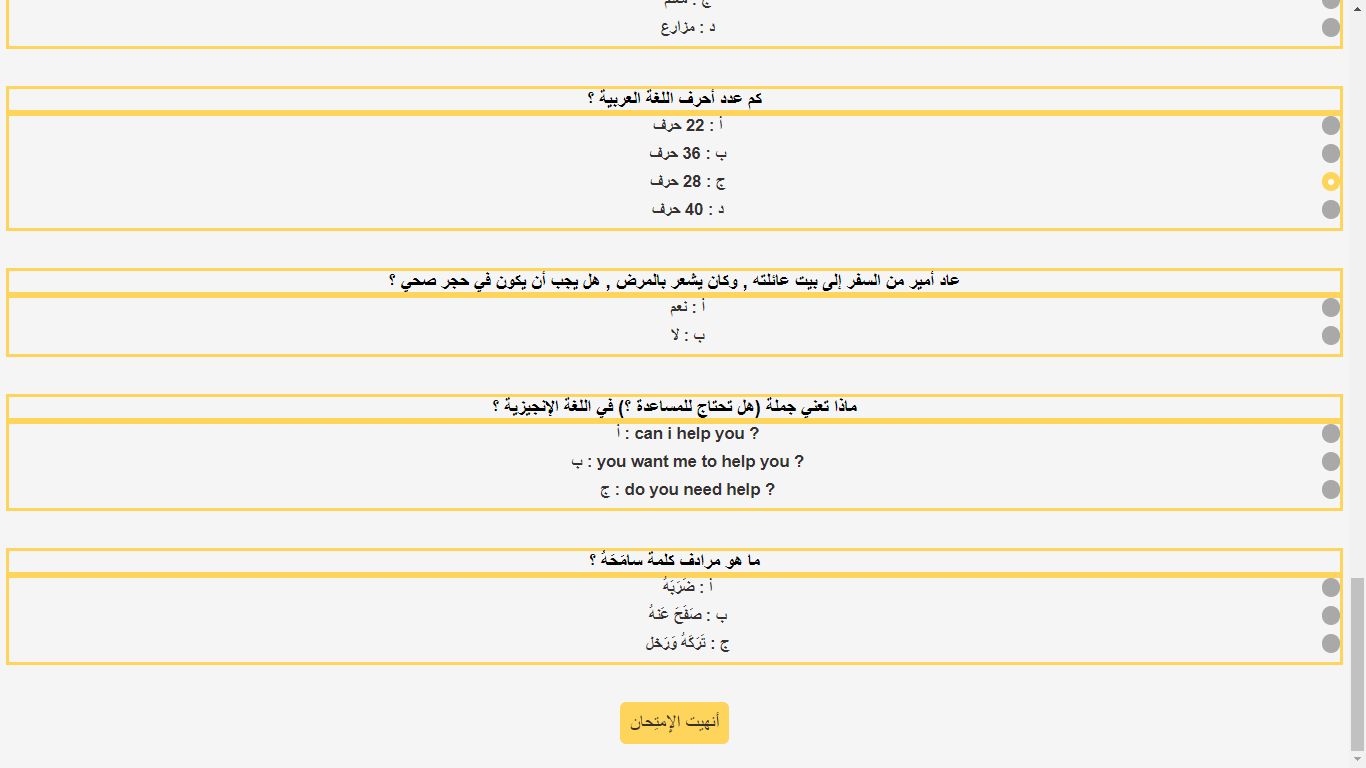 د : مزارع
كم عدد أحرف اللغة العربية ؟
أ : 22 حرف
ب : 36 حرف
ج : 28 حرف
د : 40 حرف
عاد أمير من السفر إلى بيت عائلته , وكان يشعر بالمرض , هل يجب أن يكون في حجر صحي ؟
أ : نعم
ب : لا
ماذا تعني جملة (هل تحتاج للمساعدة ؟) في اللغة الإنجيزية ؟
أ : can i help you ?
ب : you want me to help you ?
ج : do you need help ?
ما هو مرادف كلمة سامَحَهُ ؟
أ : ضَرَبَهُ
ب : صَفَحَ عَنهُ
ج : تَرَكَهُ وَرَحَل
أنهيت الإمتِحان